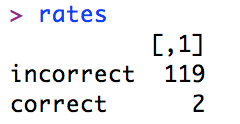 > rates
[,1]
incorrect 119
correct 2